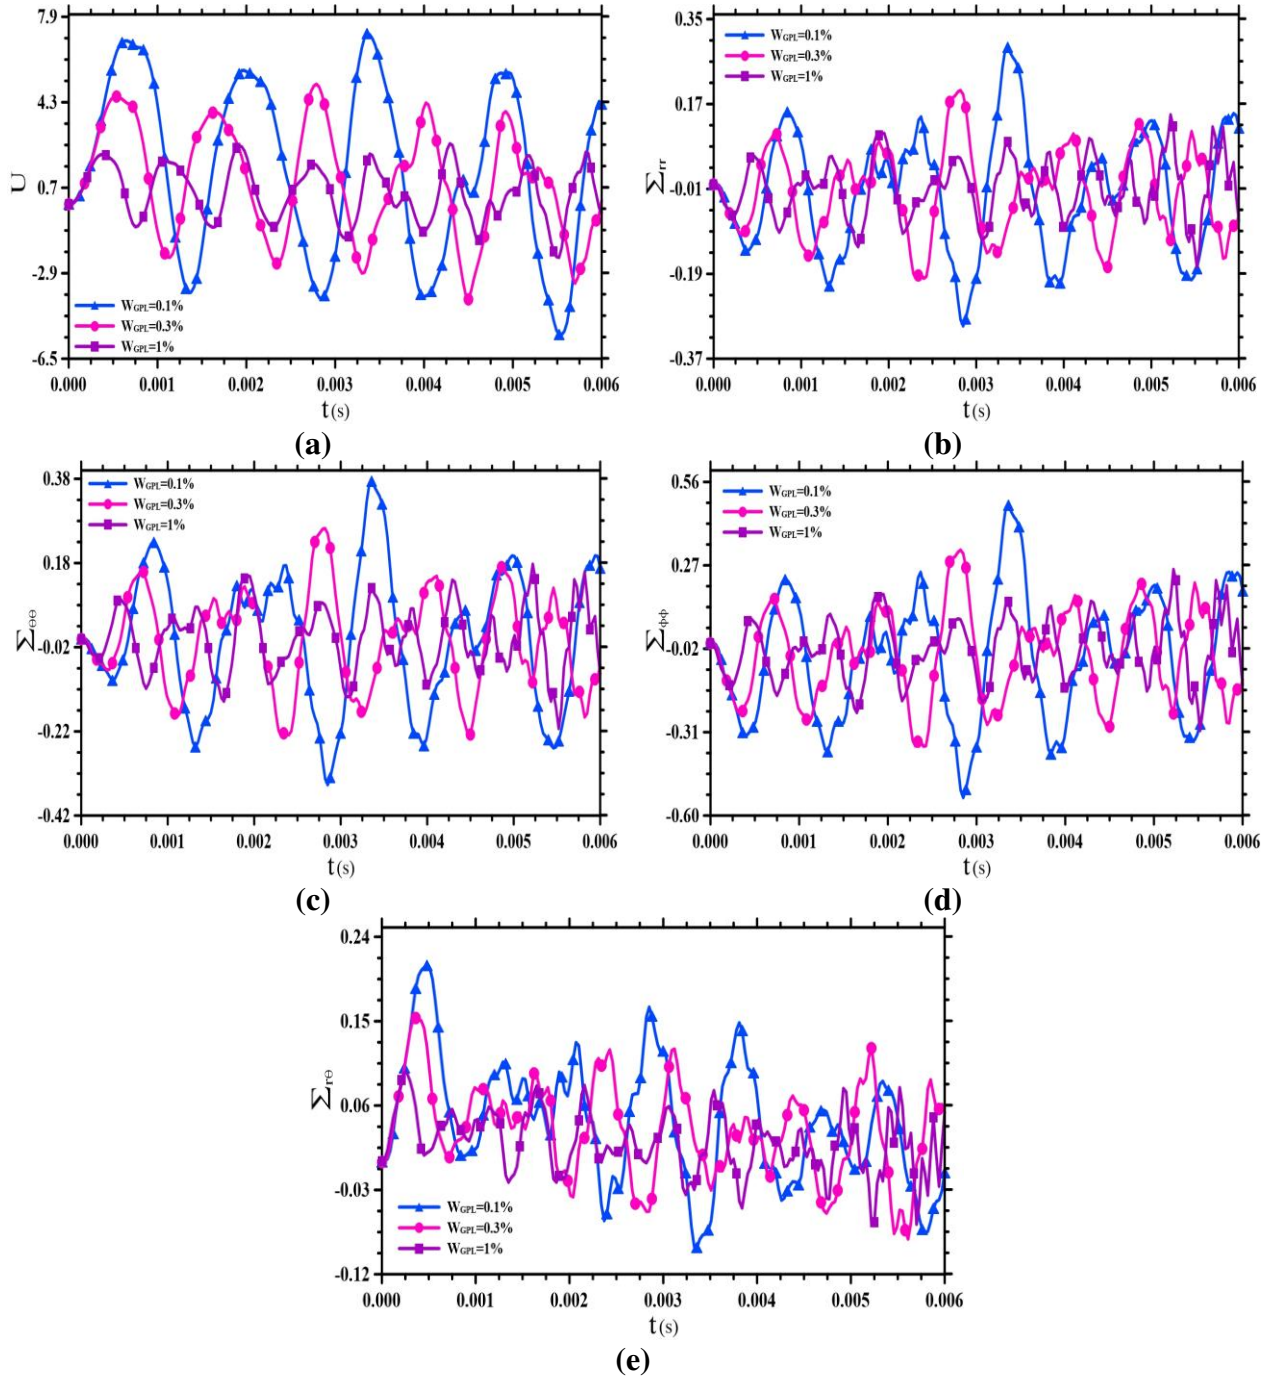 7.9
4.3
0.7
-2.9
-6.5
U
W_GPL=0.1%
W_GPL=0.3%
W_GPL=1%
0.000 0.001 0.002 0.003 0.004 0.005 0.006
t(s)
(a)
0.35
0.17
-0.01
-0.19
-0.37
Σrr
W_GPL=0.1%
W_GPL=0.3%
W_GPL=1%
0.000 0.001 0.002 0.003 0.004 0.005 0.006
t(s)
(b)
0.38
0.18
-0.02
-0.22
-0.42
Σθθ
W_GPL=0.1%
W_GPL=0.3%
W_GPL=1%
0.000 0.001 0.002 0.003 0.004 0.005 0.006
t(s)
(c)
0.56
0.27
-0.02
-0.31
-0.60
Σφφ
W_GPL=0.1%
W_GPL=0.3%
W_GPL=1%
0.000 0.001 0.002 0.003 0.004 0.005 0.006
t(s)
(d)
0.24
0.15
0.06
-0.03
-0.12
Σrθ
W_GPL=0.1%
W_GPL=0.3%
W_GPL=1%
0.000 0.001 0.002 0.003 0.004 0.005 0.006
t(s)
(e)